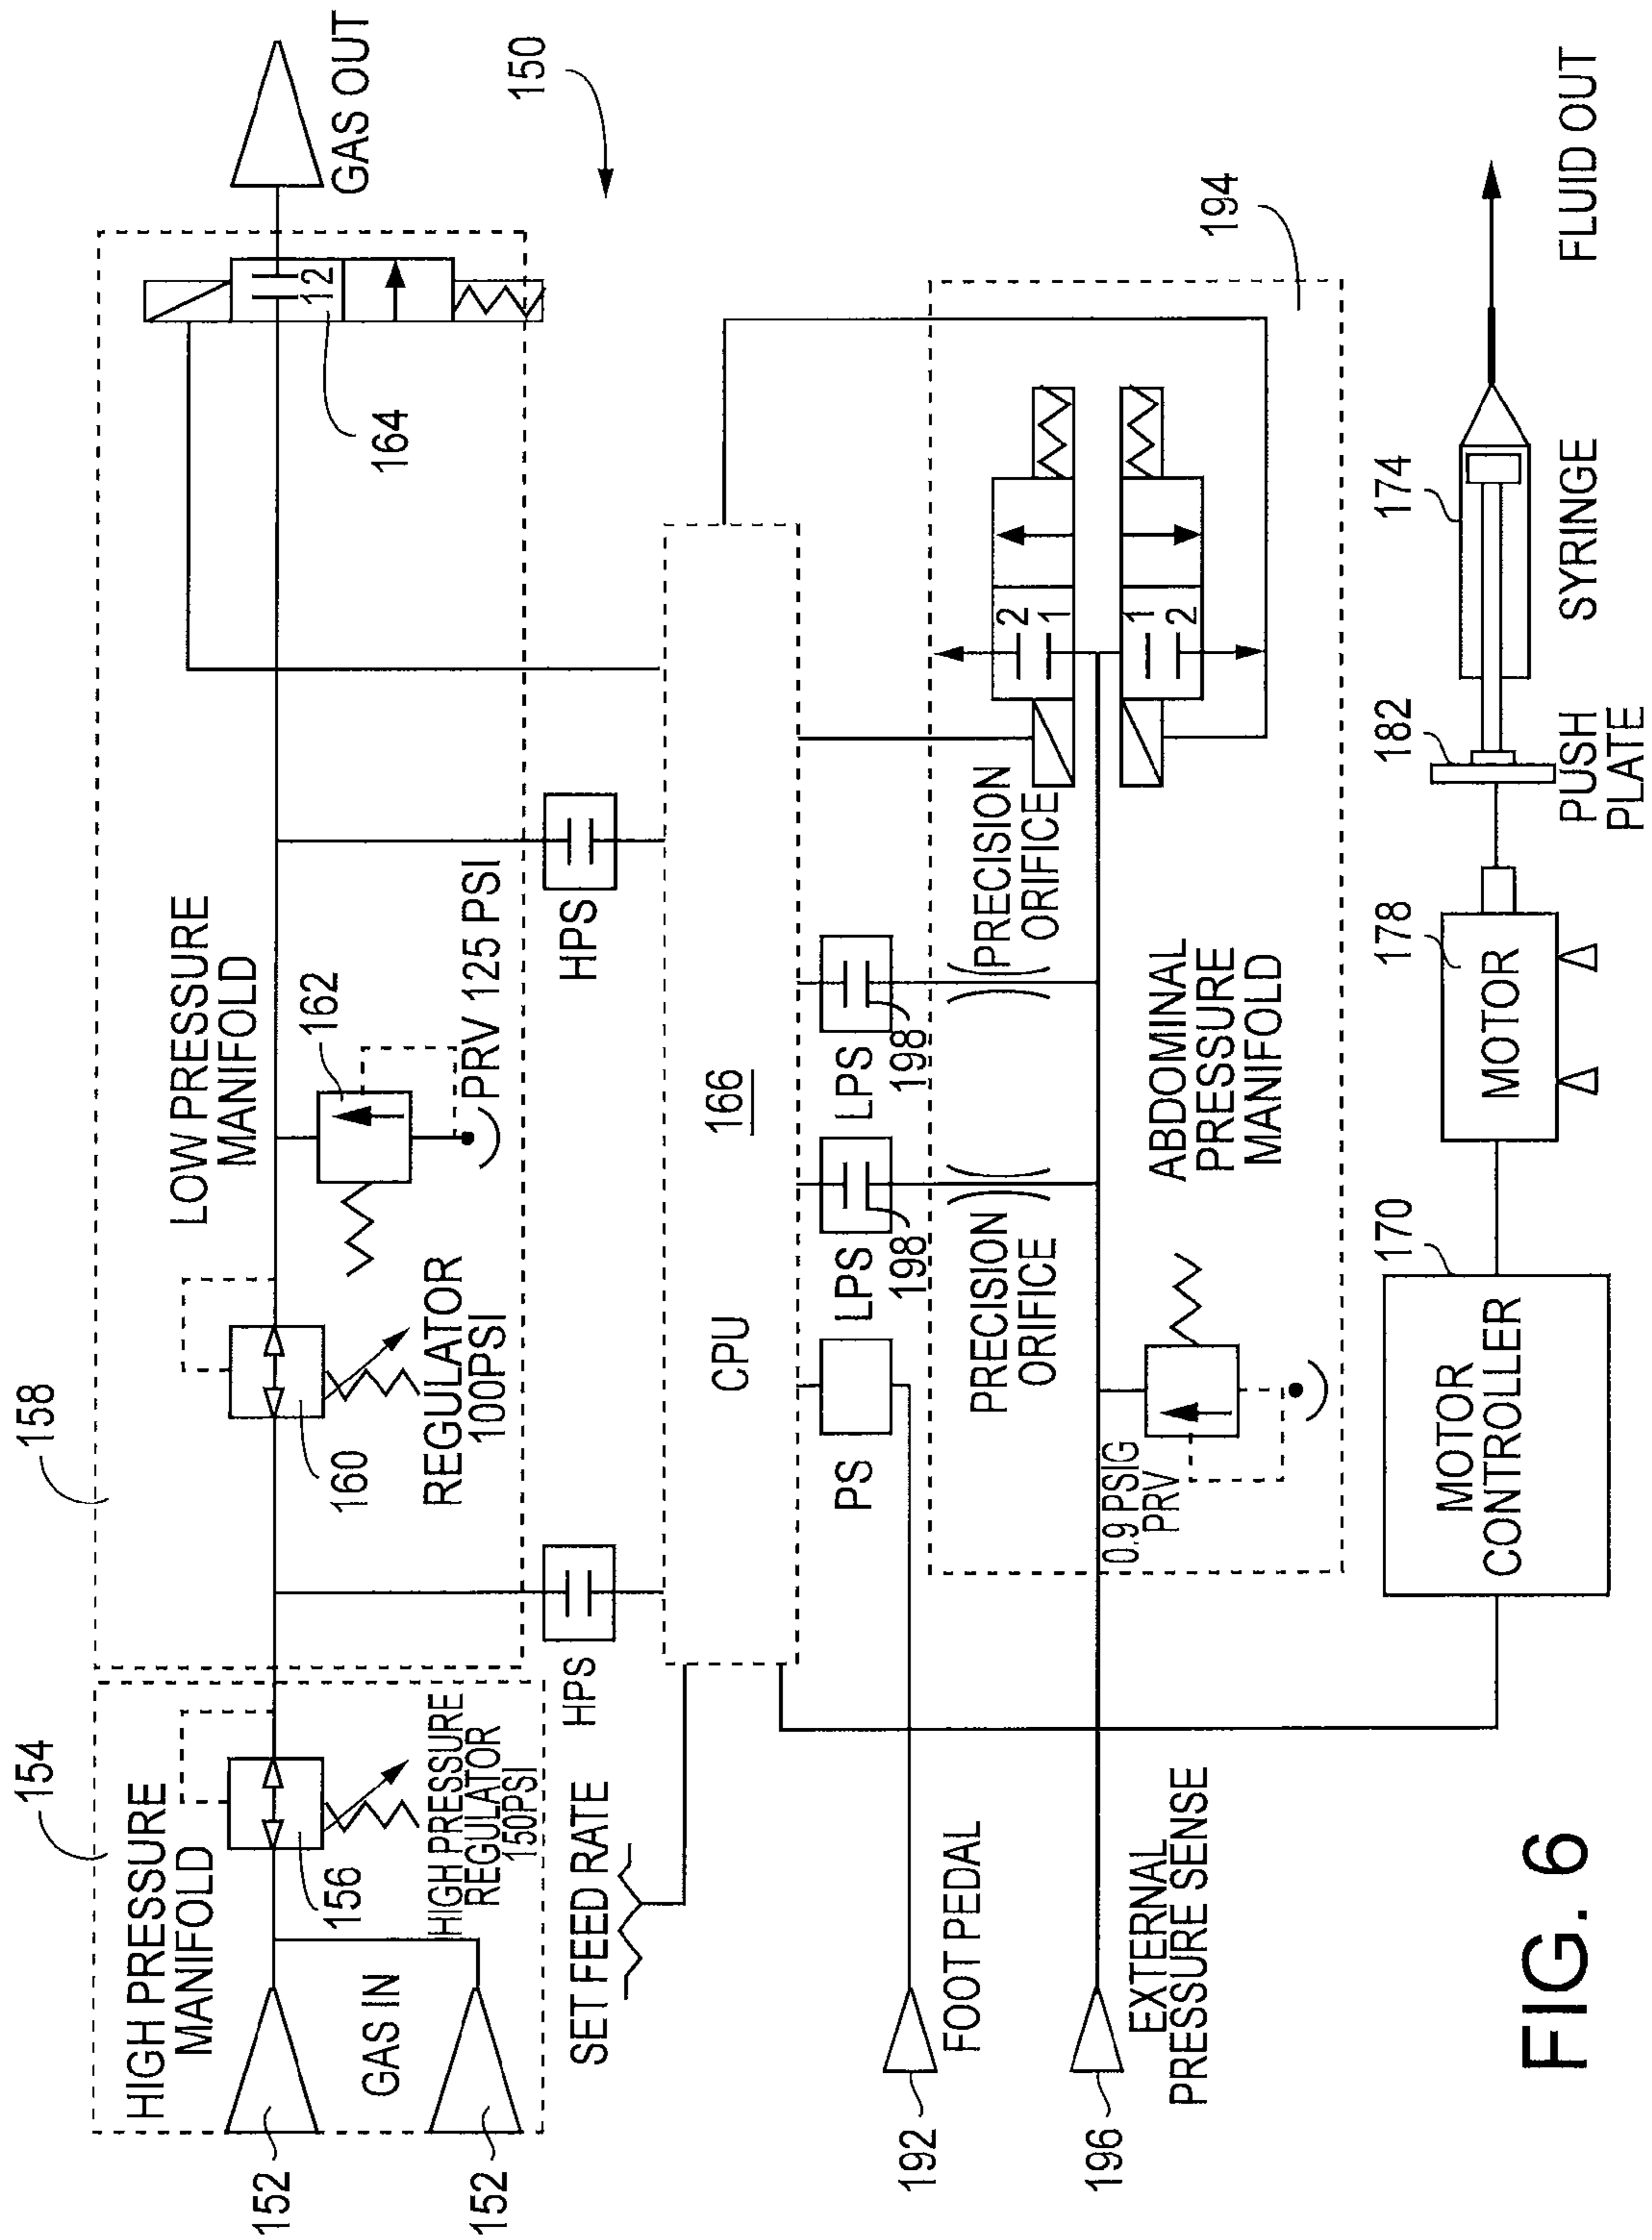 154
158
HIGH PRESSURE
MANIFOLD
LOW PRESSURE
MANIFOLD
152
GAS IN
152
156
HIGH PRESSURE
REGULATOR
150PSI
160
REGULATOR
100PSI
162
PRV 125 PSI
164
12
GAS OUT
150
HPS
HPS
SET FEED RATE
CPU
166
PS
LPS
198
LPS
198
192
FOOT PEDAL
196
EXTERNAL
PRESSURE SENSE
0.9 PSIG
PRV
PRECISION
ORIFICE
PRECISION
ORIFICE
ABDOMINAL
PRESSURE
MANIFOLD
2
1
1
2
194
170
MOTOR
CONTROLLER
178
MOTOR
182
PUSH
PLATE
174
SYRINGE
FLUID OUT
FIG. 6